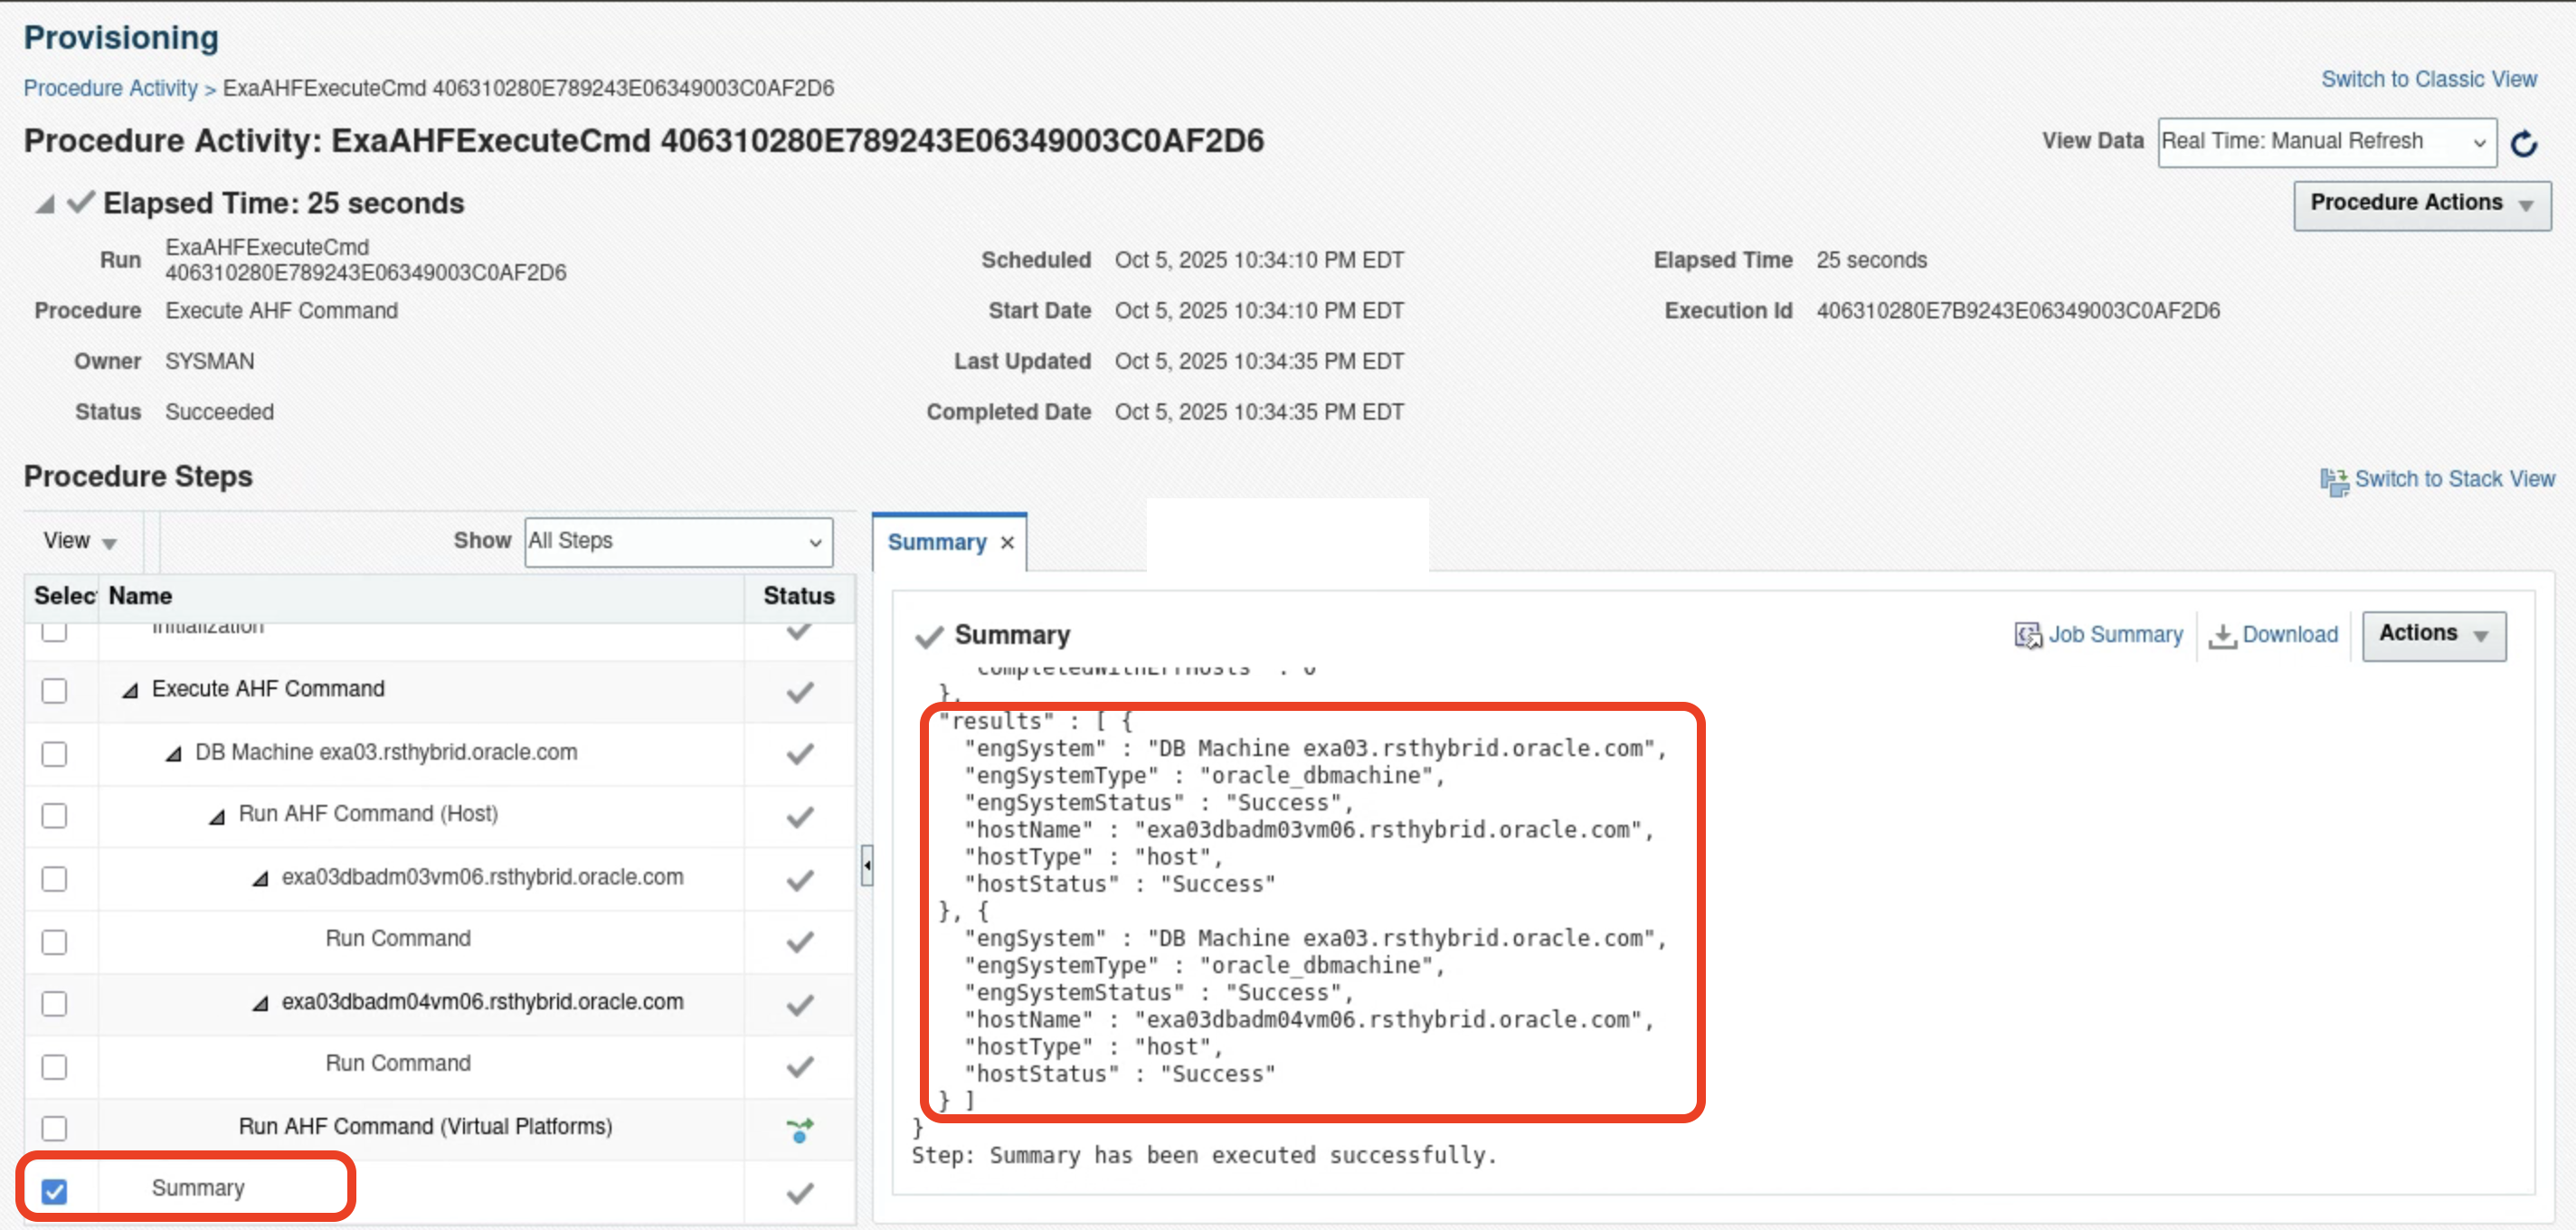 Provisioning
Procedure Activity > ExaAHFExecuteCmd 406310280E789243E06349003C0AF2D6
Switch to Classic View
Procedure Activity: ExaAHFExecuteCmd 406310280E789243E06349003C0AF2D6
View Data Real Time: Manual Refresh
Elapsed Time: 25 seconds
Procedure Actions
Run ExaAHFExecuteCmd
406310280E789243E06349003C0AF2D6
Scheduled Oct 5, 2025 10:34:10 PM EDT
Elapsed Time 25 seconds
Procedure Execute AHF Command
Start Date Oct 5, 2025 10:34:10 PM EDT
Execution Id 406310280E7B9243E06349003C0AF2D6
Owner SYSMAN
Last Updated Oct 5, 2025 10:34:35 PM EDT
Status Succeeded
Completed Date Oct 5, 2025 10:34:35 PM EDT
Procedure Steps
Switch to Stack View
View
Show All Steps
Selec Name Status
Initialization
Execute AHF Command
DB Machine exa03.rsthybrid.oracle.com
Run AHF Command (Host)
exa03dbadm03vm06.rsthybrid.oracle.com
Run Command
exa03dbadm04vm06.rsthybrid.oracle.com
Run Command
Run AHF Command (Virtual Platforms)
Summary
Summary ×
Summary
Job Summary
Download
Actions
"completedWithErrHosts" : 0
},
"results" : [ {
"engSystem" : "DB Machine exa03.rsthybrid.oracle.com",
"engSystemType" : "oracle_dbmachine",
"engSystemStatus" : "Success",
"hostName" : "exa03dbadm03vm06.rsthybrid.oracle.com",
"hostType" : "host",
"hostStatus" : "Success"
}, {
"engSystem" : "DB Machine exa03.rsthybrid.oracle.com",
"engSystemType" : "oracle_dbmachine",
"engSystemStatus" : "Success",
"hostName" : "exa03dbadm04vm06.rsthybrid.oracle.com",
"hostType" : "host",
"hostStatus" : "Success"
} ]
}
Step: Summary has been executed successfully.